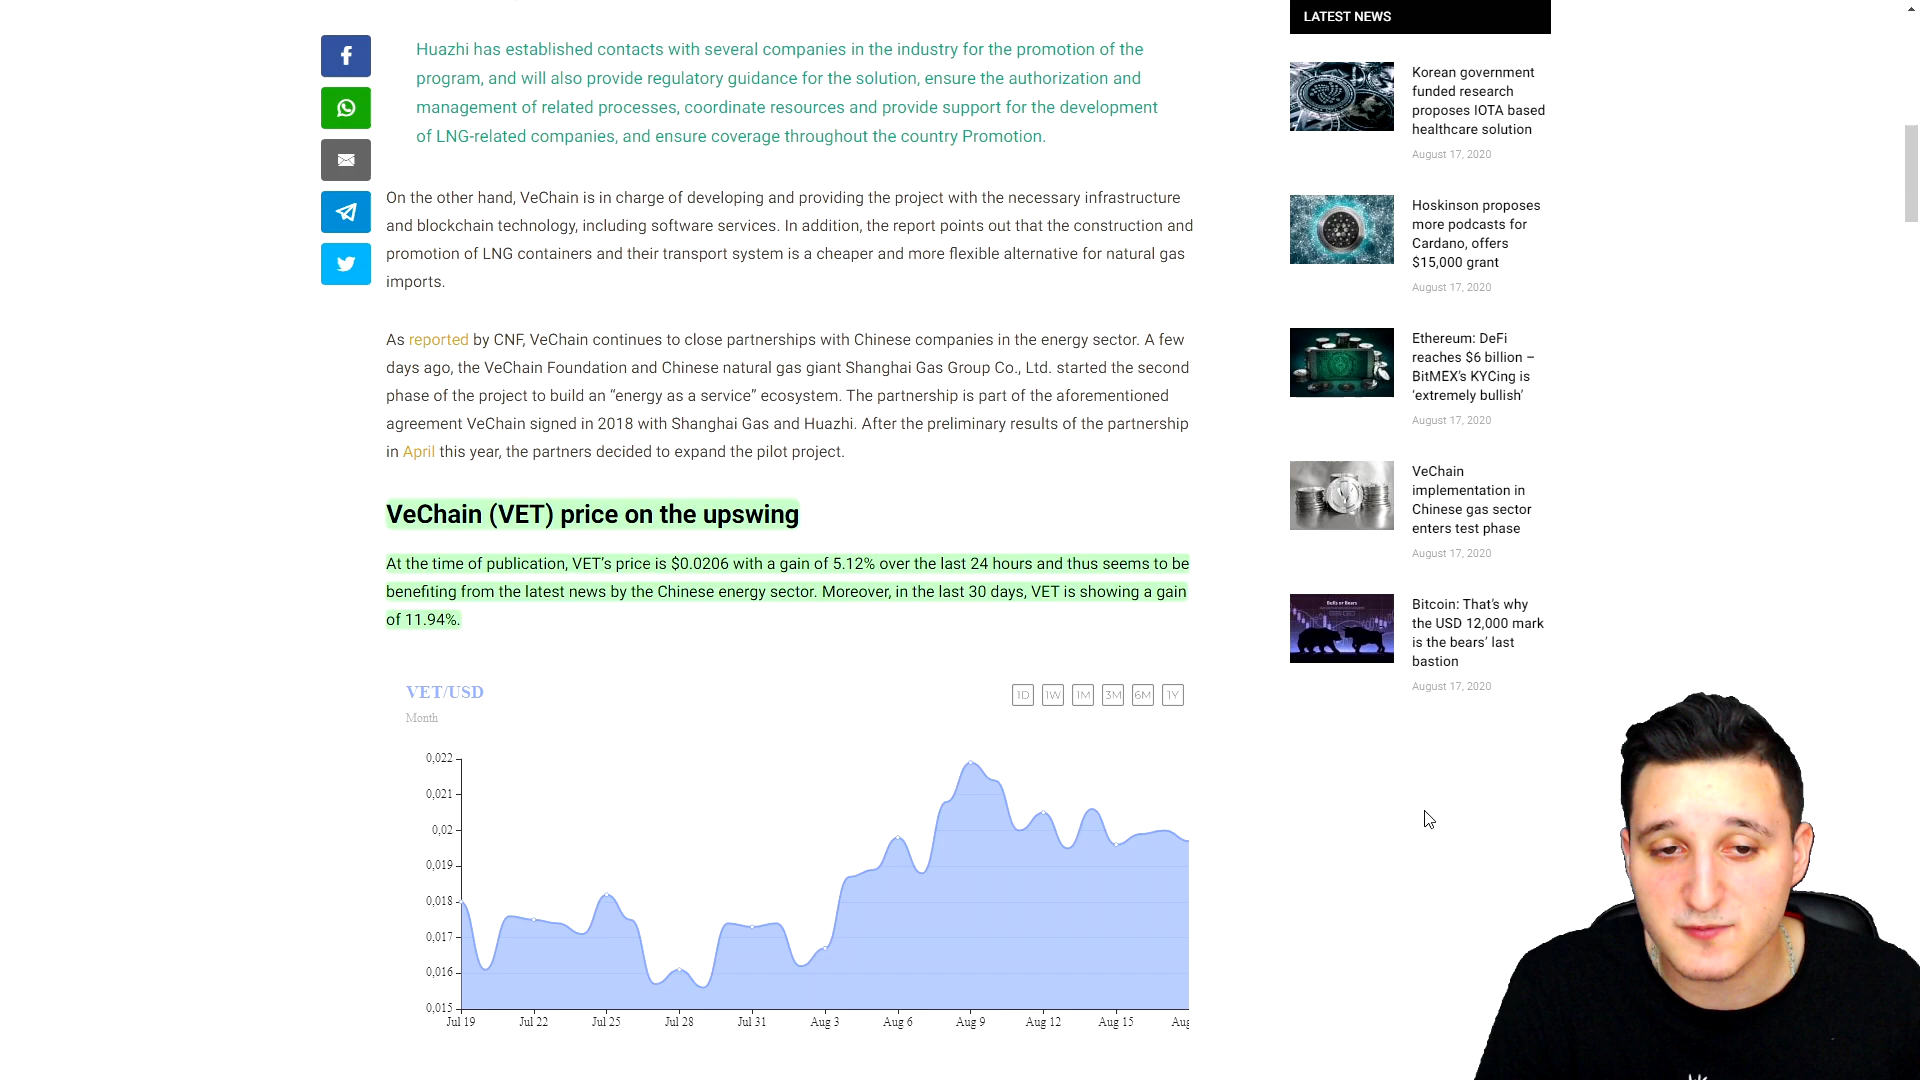 Huazhi has established contacts with several companies in the industry for the promotion of the
program, and will also provide regulatory guidance for the solution, ensure the authorization and
management of related processes, coordinate resources and provide support for the development
of LNG-related companies, and ensure coverage throughout the country Promotion.
On the other hand, VeChain is in charge of developing and providing the project with the necessary infrastructure
and blockchain technology, including software services. In addition, the report points out that the construction and
promotion of LNG containers and their transport system is a cheaper and more flexible alternative for natural gas
imports.
As reported by CNF, VeChain continues to close partnerships with Chinese companies in the energy sector. A few
days ago, the VeChain Foundation and Chinese natural gas giant Shanghai Gas Group Co., Ltd. started the second
phase of the project to build an “energy as a service” ecosystem. The partnership is part of the aforementioned
agreement VeChain signed in 2018 with Shanghai Gas and Huazhi. After the preliminary results of the partnership
in April this year, the partners decided to expand the pilot project.
VeChain (VET) price on the upswing
At the time of publication, VET’s price is $0.0206 with a gain of 5.12% over the last 24 hours and thus seems to be
benefiting from the latest news by the Chinese energy sector. Moreover, in the last 30 days, VET is showing a gain
of 11.94%.
VET/USD
Month
1D 1W 1M 3M 6M 1Y
0,022
0,021
0,02
0,019
0,018
0,017
0,016
0,015
Jul 19 Jul 22 Jul 25 Jul 28 Jul 31 Aug 3 Aug 6 Aug 9 Aug 12 Aug 15 Aug
LATEST NEWS
Korean government
funded research
proposes IOTA based
healthcare solution
August 17, 2020
Hoskinson proposes
more podcasts for
Cardano, offers
$15,000 grant
August 17, 2020
Ethereum: DeFi
reaches $6 billion –
BitMEX’s KYCing is
‘extremely bullish’
August 17, 2020
VeChain
implementation in
Chinese gas sector
enters test phase
August 17, 2020
Bulls or Bears
Bitcoin: That’s why
the USD 12,000 mark
is the bears’ last
bastion
August 17, 2020